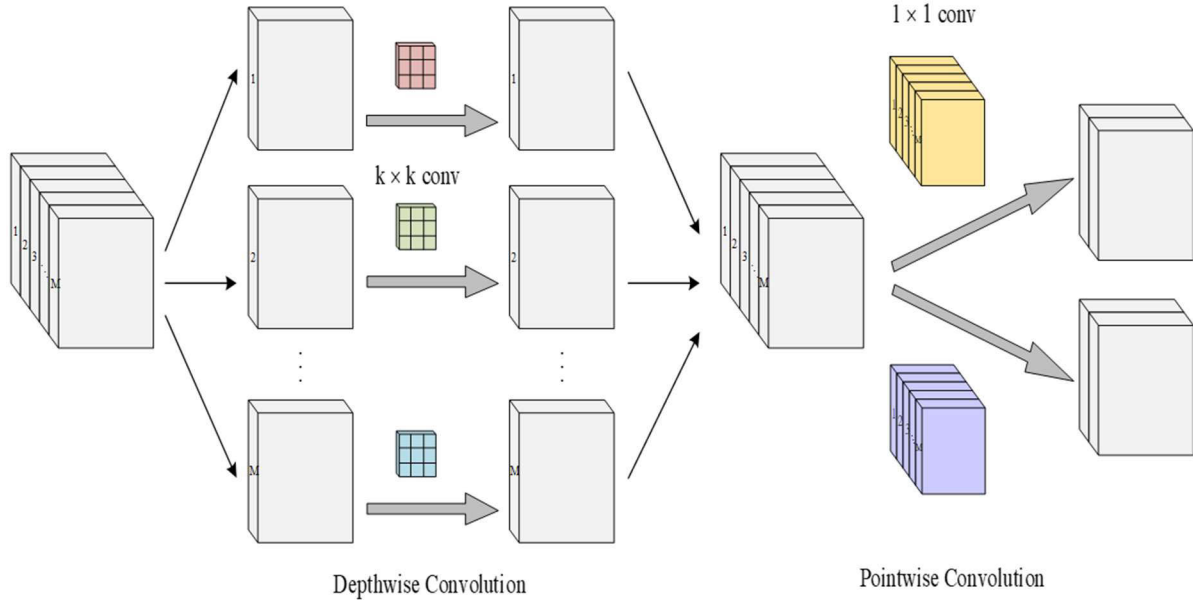 1 × 1 conv
1
1
1
2
3
⋱
M
k × k conv
1
2
3
⋱
M
2
2
1
2
3
⋱
M
⋮
⋮
1
2
3
⋱
M
M
M
Depthwise Convolution
Pointwise Convolution